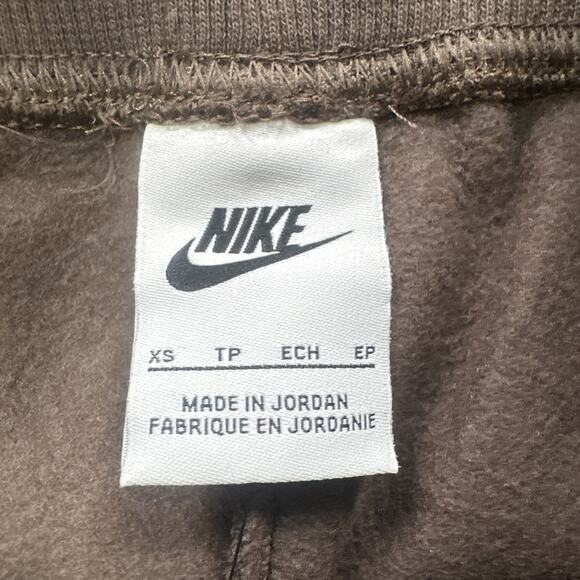 NIKE
XS TP ECH EP
MADE IN JORDAN
FABRIQUE EN JORDANIE